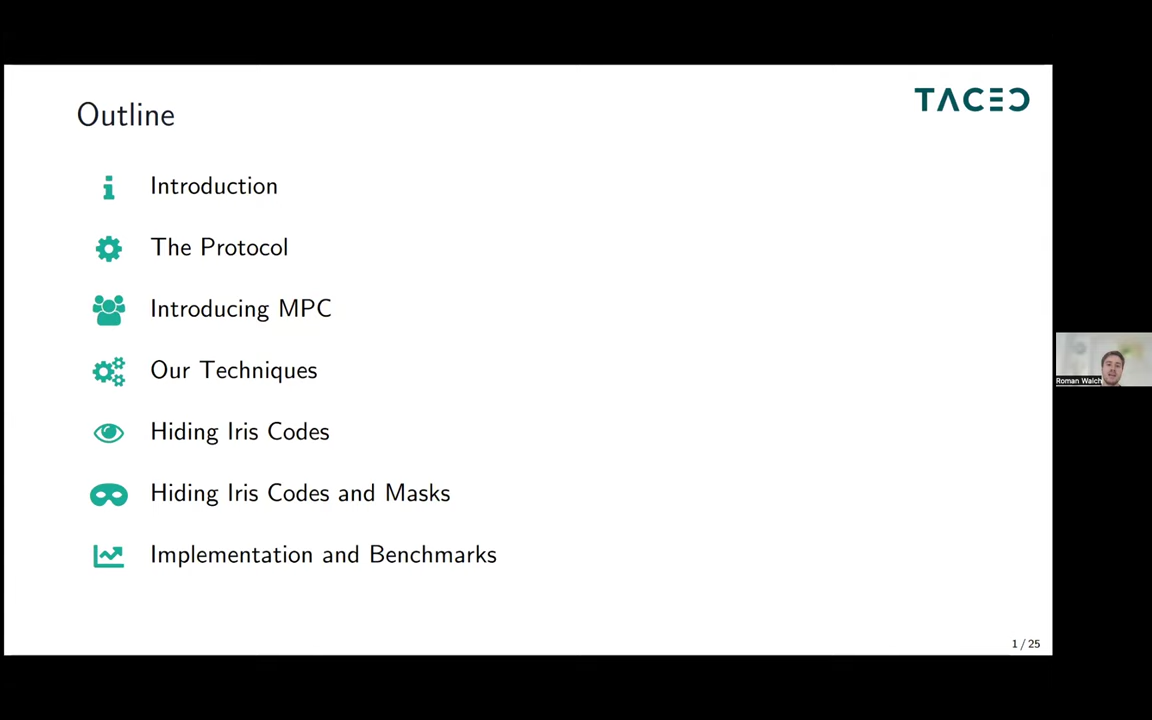 Outline
TACEO
Introduction
The Protocol
Introducing MPC
Our Techniques
Hiding Iris Codes
Hiding Iris Codes and Masks
Implementation and Benchmarks
Roman Walch
1 / 25